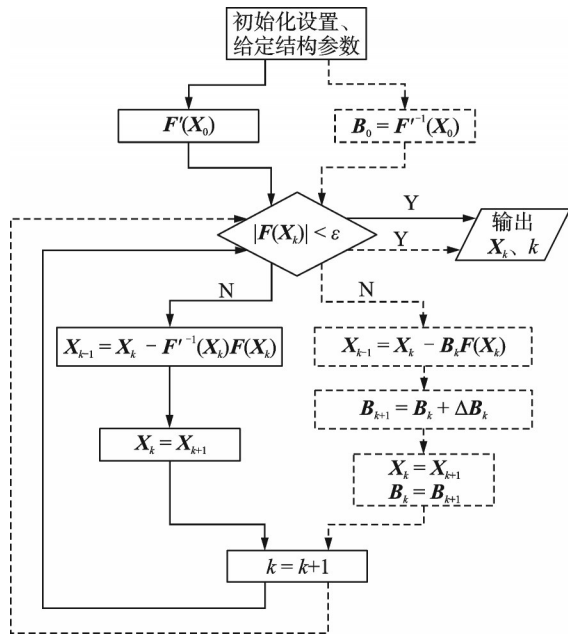 初始化设置、
给定结构参数
F′(X₀)
B₀ = F′⁻¹(X₀)
|F(Xₖ)| < ε
Y
Y
输出
Xₖ、k
N
N
Xₖ₋₁ = Xₖ − F′⁻¹(Xₖ)F(Xₖ)
Xₖ₋₁ = Xₖ − BₖF(Xₖ)
Bₖ₊₁ = Bₖ + ΔBₖ
Xₖ = Xₖ₊₁
Xₖ = Xₖ₊₁
Bₖ = Bₖ₊₁
k = k+1